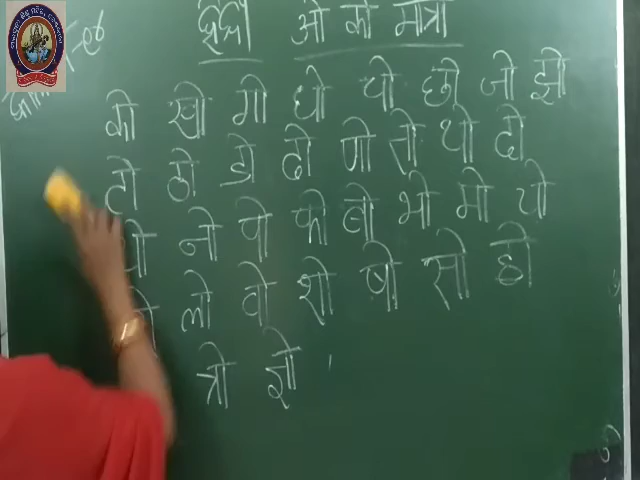 हिंदी ओ की मात्रा
को खो गो घो चो छो जो झो
टो ठो डो ढो णो तो थो दो
नो पो फो बो भो मो यो
लो वो शो षो सो हो
त्रो ज्ञो